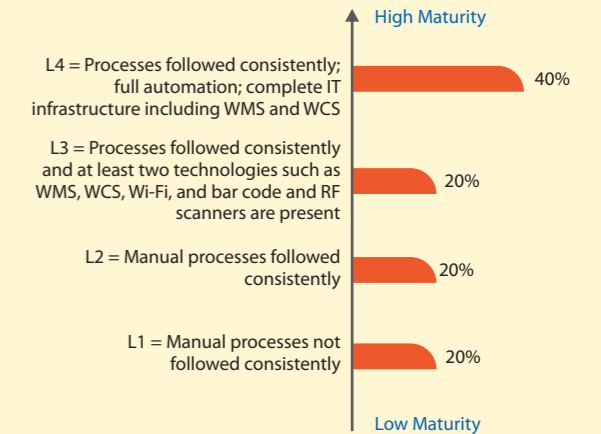 High Maturity
L4 = Processes followed consistently;
full automation; complete IT
infrastructure including WMS and WCS
40%
L3 = Processes followed consistently
and at least two technologies such as
WMS, WCS, Wi-Fi, and bar code and RF
scanners are present
20%
L2 = Manual processes followed
consistently
20%
L1 = Manual processes not
followed consistently
20%
Low Maturity